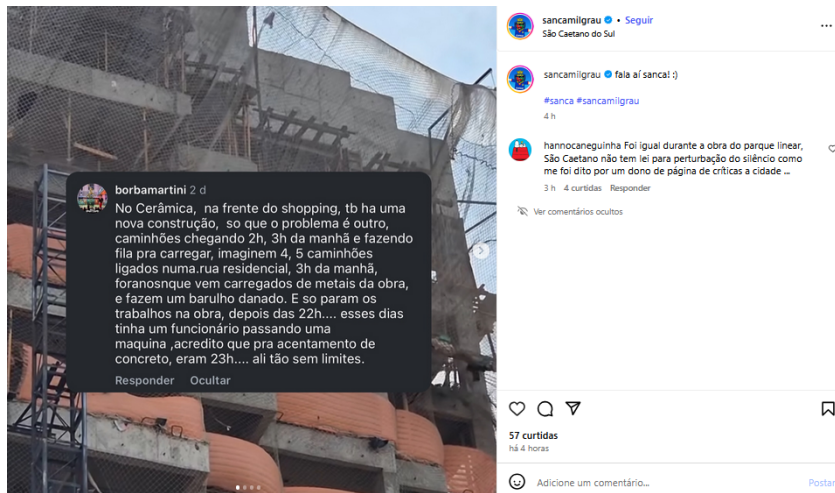 borbamartini 2 d
No Cerâmica, na frente do shopping, tb ha uma
nova construção, so que o problema é outro,
caminhões chegando 2h, 3h da manhã e fazendo
fila pra carregar, imaginem 4, 5 caminhões
ligados numa.rua residencial, 3h da manhã,
foranosnque vem carregados de metais da obra,
e fazem um barulho danado. E so param os
trabalhos na obra, depois das 22h.... esses dias
tinha um funcionário passando uma
maquina ,acredito que pra acentamento de
concreto, eram 23h.... ali tão sem limites.
Responder Ocultar
sancamilgrau • Seguir
São Caetano do Sul
sancamilgrau fala aí sanca! :)
#sanca #sancamilgrau
4 h
hannocaneguinha Foi igual durante a obra do parque linear,
São Caetano não tem lei para perturbação do silêncio como
me foi dito por um dono de página de críticas a cidade ...
3 h 4 curtidas Responder
Ver comentários ocultos
57 curtidas
há 4 horas
Adicione um comentário... Postar